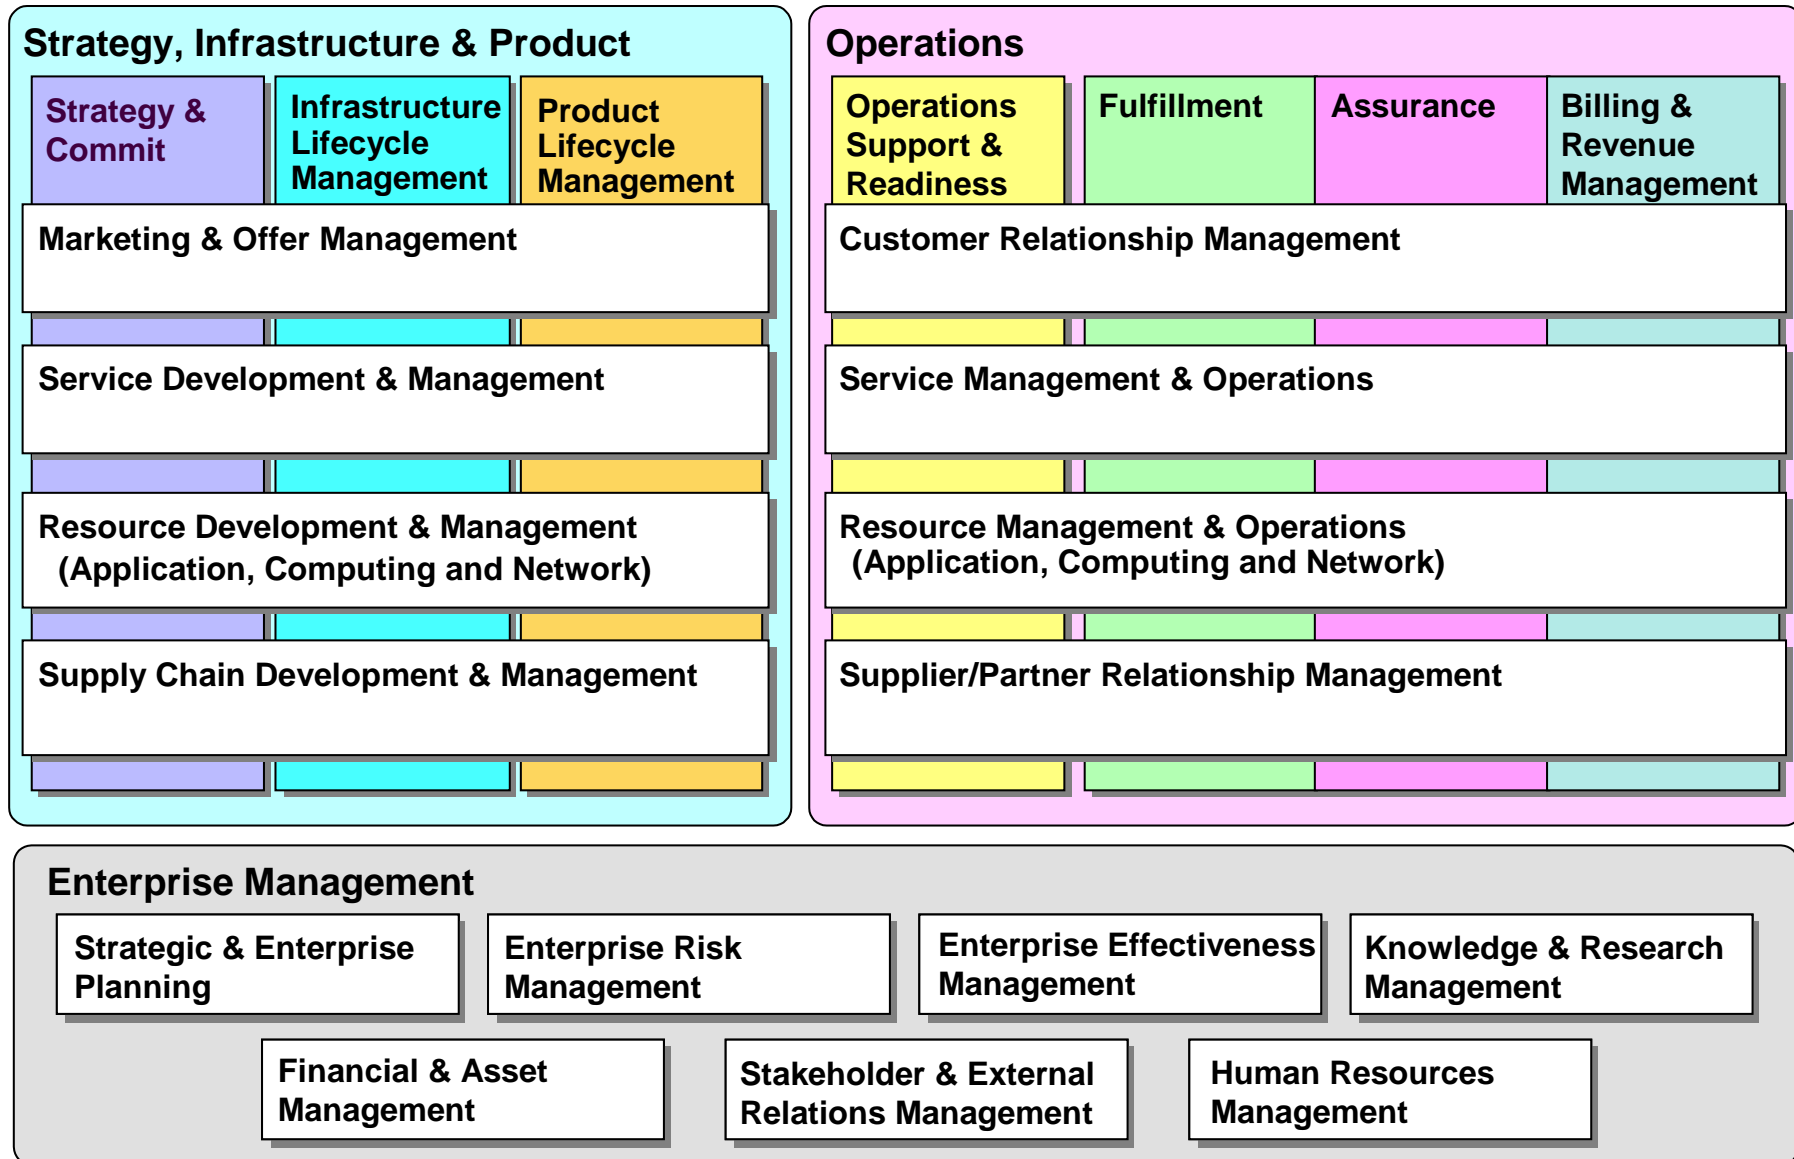 Strategy, Infrastructure & Product
Strategy &
Commit
Infrastructure
Lifecycle
Management
Product
Lifecycle
Management
Marketing & Offer Management
Service Development & Management
Resource Development & Management
(Application, Computing and Network)
Supply Chain Development & Management
Operations
Operations
Support &
Readiness
Fulfillment
Assurance
Billing &
Revenue
Management
Customer Relationship Management
Service Management & Operations
Resource Management & Operations
(Application, Computing and Network)
Supplier/Partner Relationship Management
Enterprise Management
Strategic & Enterprise
Planning
Enterprise Risk
Management
Enterprise Effectiveness
Management
Knowledge & Research
Management
Financial & Asset
Management
Stakeholder & External
Relations Management
Human Resources
Management